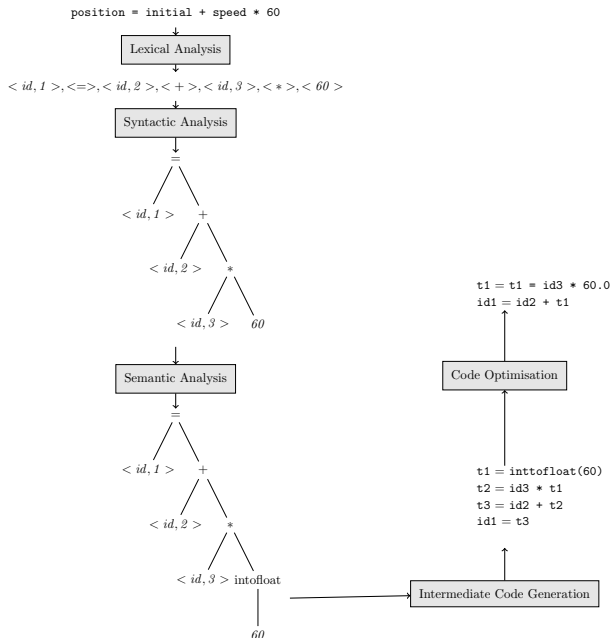 position = initial + speed * 60
Lexical Analysis
< id, 1 >,<=>,< id, 2 >,< + >,< id, 3 >,< * >,< 60 >
Syntactic Analysis
=
< id, 1 > +
< id, 2 > *
< id, 3 > 60
Semantic Analysis
=
< id, 1 > +
< id, 2 > *
< id, 3 > intofloat
60
Intermediate Code Generation
t1 = inttofloat(60)
t2 = id3 * t1
t3 = id2 + t2
id1 = t3
Code Optimisation
t1 = t1 = id3 * 60.0
id1 = id2 + t1